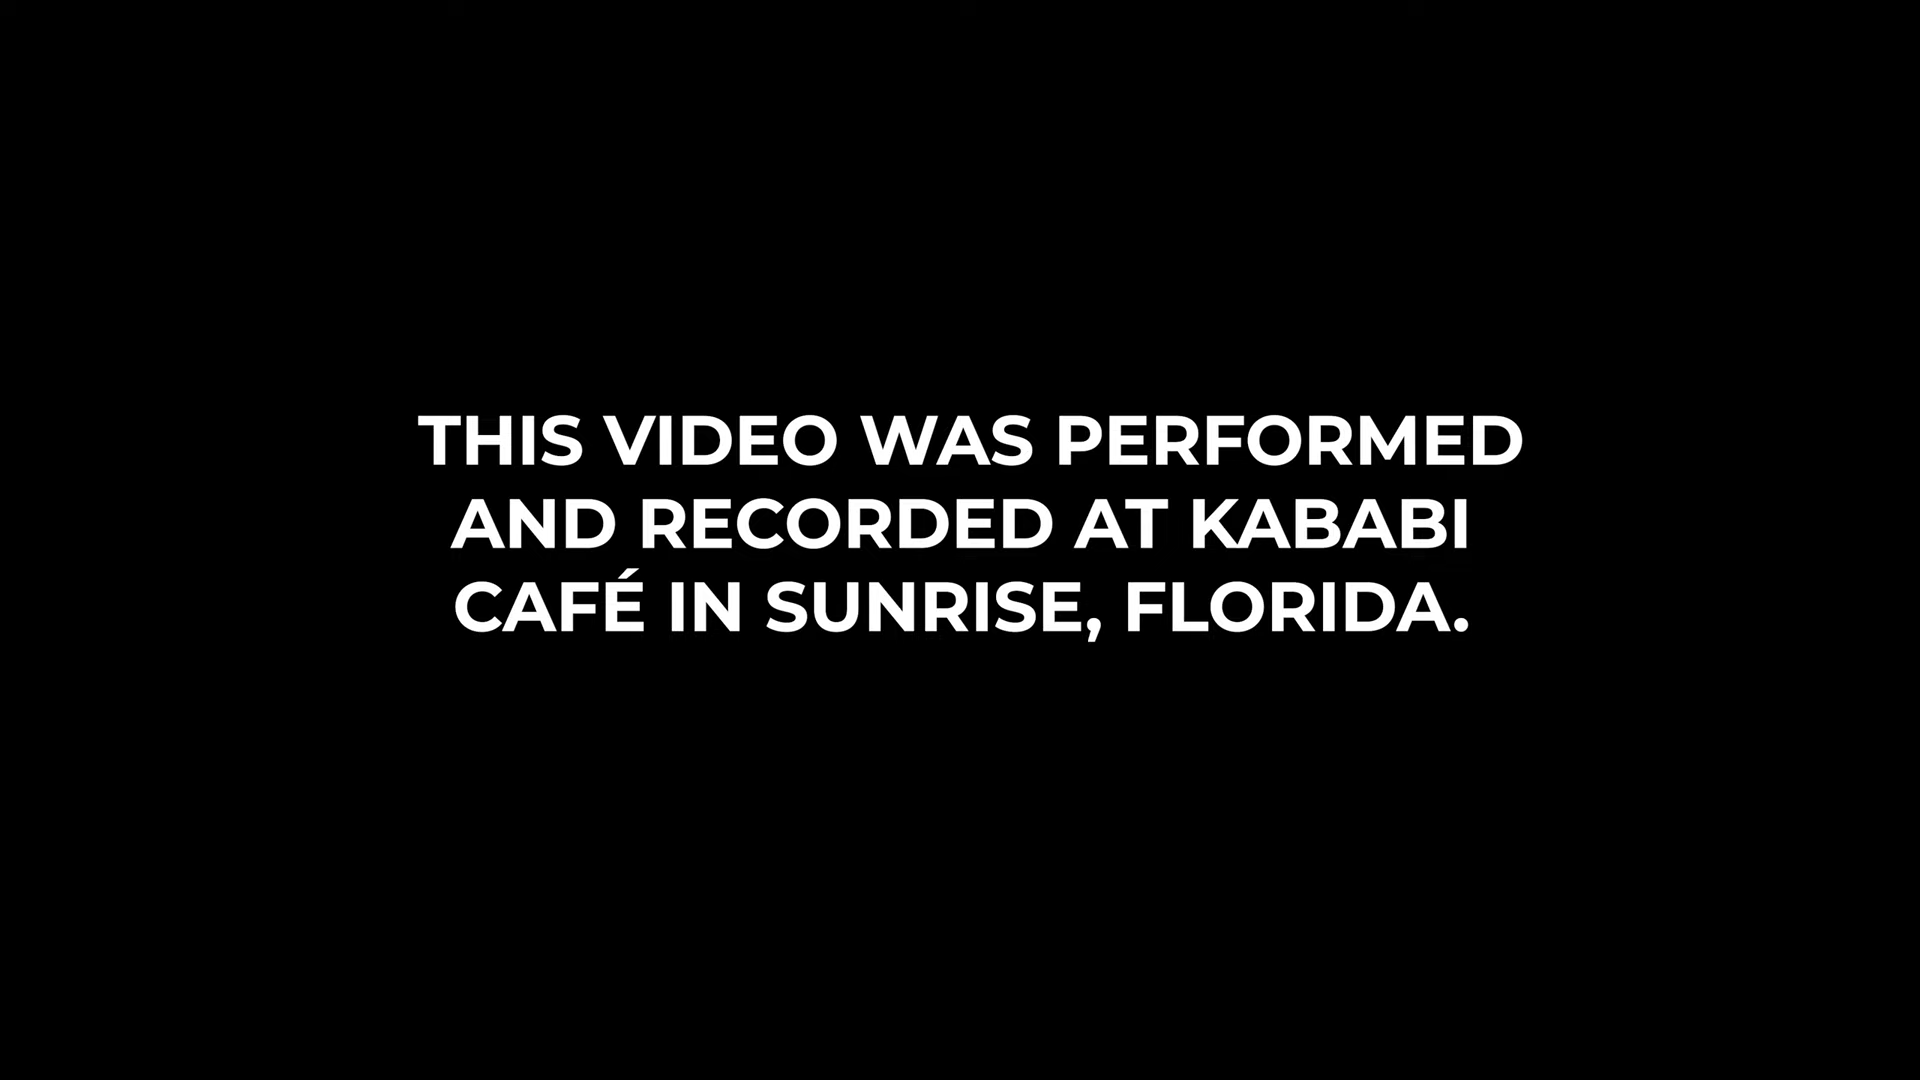 THIS VIDEO WAS PERFORMED
AND RECORDED AT KABABI
CAFÉ IN SUNRISE, FLORIDA.